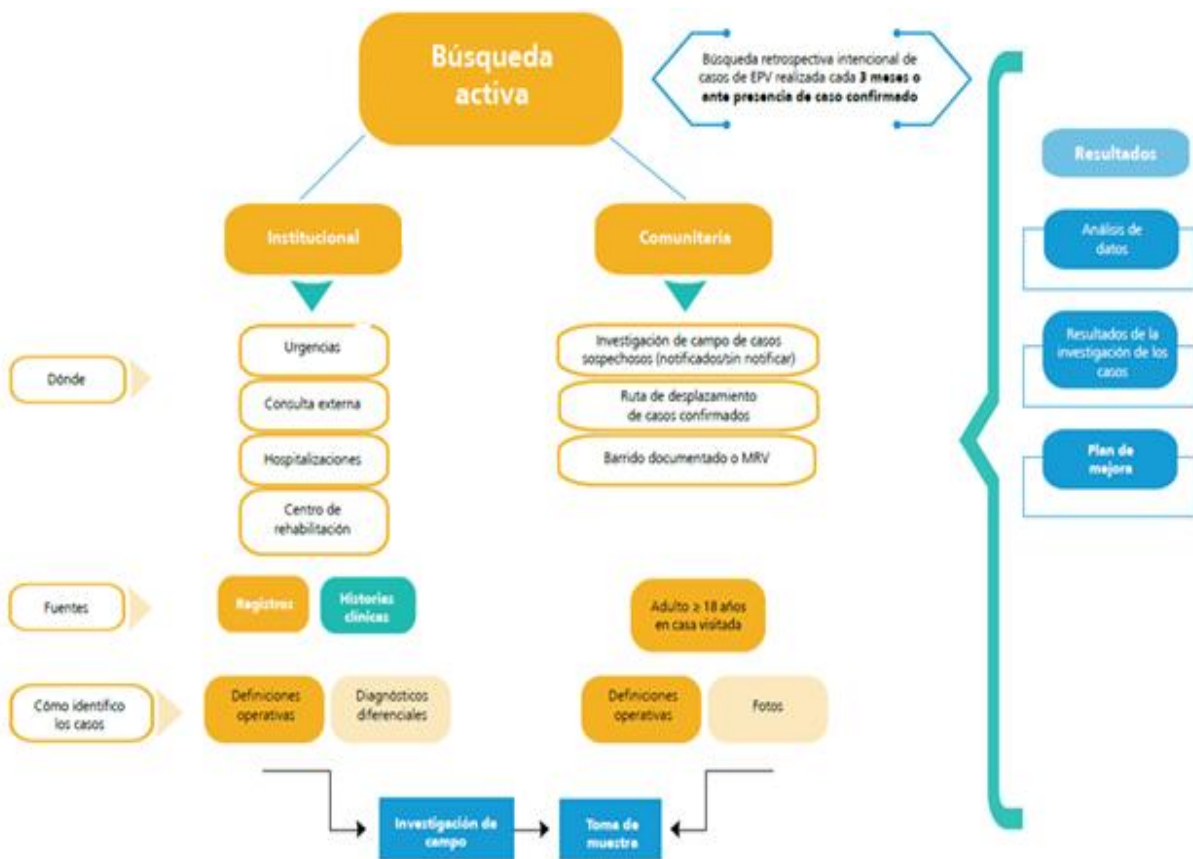 Búsqueda
activa
Búsqueda retrospectiva intencional de
casos de EPV realizada cada 3 meses o
ante presencia de caso confirmado
Resultados
Análisis de
datos
Resultados de la
investigación de los
casos
Plan de
mejora
Institucional
Comunitaria
Dónde
Urgencias
Consulta externa
Hospitalizaciones
Centro de
rehabilitación
Investigación de campo de casos
sospechosos (notificados/sin notificar)
Ruta de desplazamiento
de casos confirmados
Barrido documentado o MRV
Fuentes
Registros
Historias
clínicas
Adulto ≥ 18 años
en casa visitada
Cómo identifico
los casos
Definiciones
operativas
Diagnósticos
diferenciales
Definiciones
operativas
Fotos
Investigación de
campo
Toma de
muestra